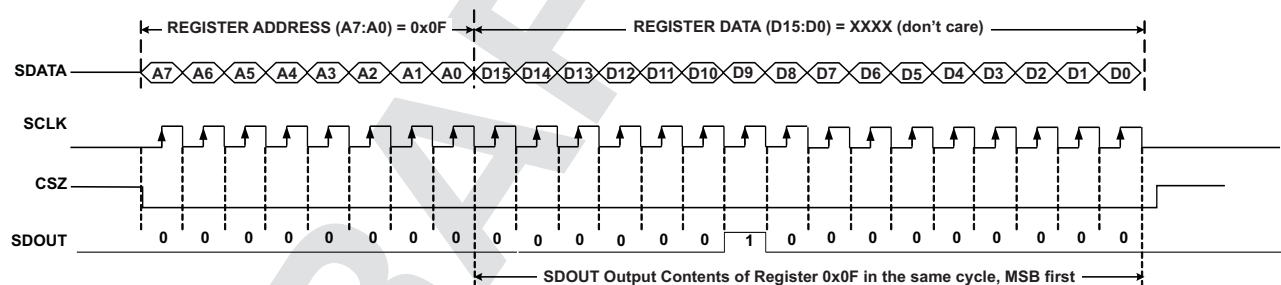 REGISTER ADDRESS (A7:A0) = 0x0F REGISTER DATA (D15:D0) = XXXX (don't care)
SDATA A7 A6 A5 A4 A3 A2 A1 A0 D15 D14 D13 D12 D11 D10 D9 D8 D7 D6 D5 D4 D3 D2 D1 D0
SCLK
CSZ
SDOUT 0 0 0 0 0 0 0 0 0 0 0 0 0 0 1 0 0 0 0 0 0 0 0 0
SDOUT Output Contents of Register 0x0F in the same cycle, MSB first